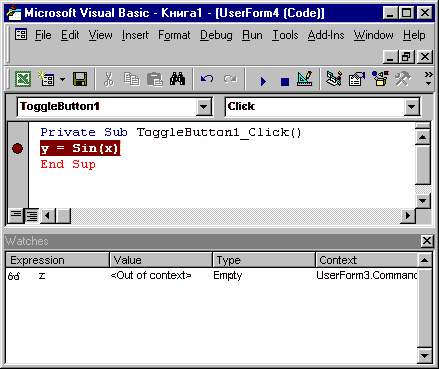 Microsoft Visual Basic - Книга1 - [UserForm4 (Code)]
File Edit View Insert Format Debug Run Tools Add-Ins Window Help
ToggleButton1 Click
Private Sub ToggleButton1_Click()
y = Sin(x)
End Sup
Watches
Expression Value Type Context
z <Out of context> Empty UserForm3.Comman